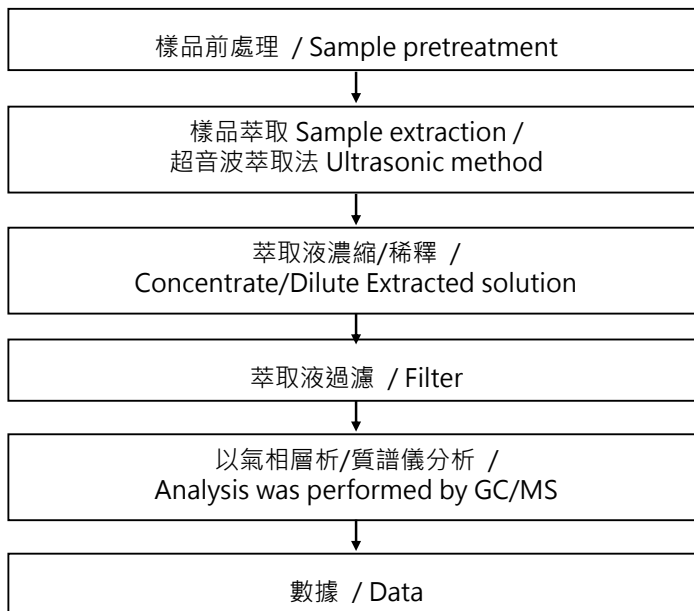 樣品前處理 / Sample pretreatment
樣品萃取 Sample extraction /
超音波萃取法 Ultrasonic method
萃取液濃縮/稀釋 /
Concentrate/Dilute Extracted solution
萃取液過濾 / Filter
以氣相層析/質譜儀分析 /
Analysis was performed by GC/MS
數據 / Data